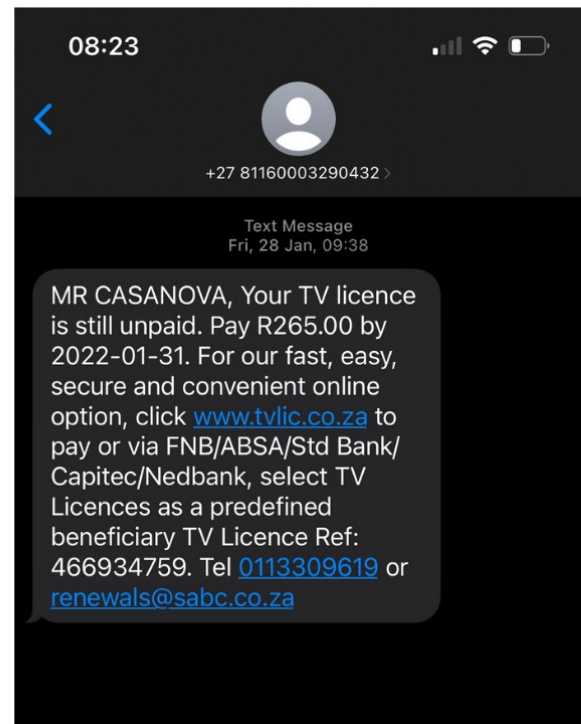 08:23
+27 81160003290432
Text Message
Fri, 28 Jan, 09:38
MR CASANOVA, Your TV licence
is still unpaid. Pay R265.00 by
2022-01-31. For our fast, easy,
secure and convenient online
option, click www.tvlic.co.za to
pay or via FNB/ABSA/Std Bank/
Capitec/Nedbank, select TV
Licences as a predefined
beneficiary TV Licence Ref:
466934759. Tel 0113309619 or
renewals@sabc.co.za